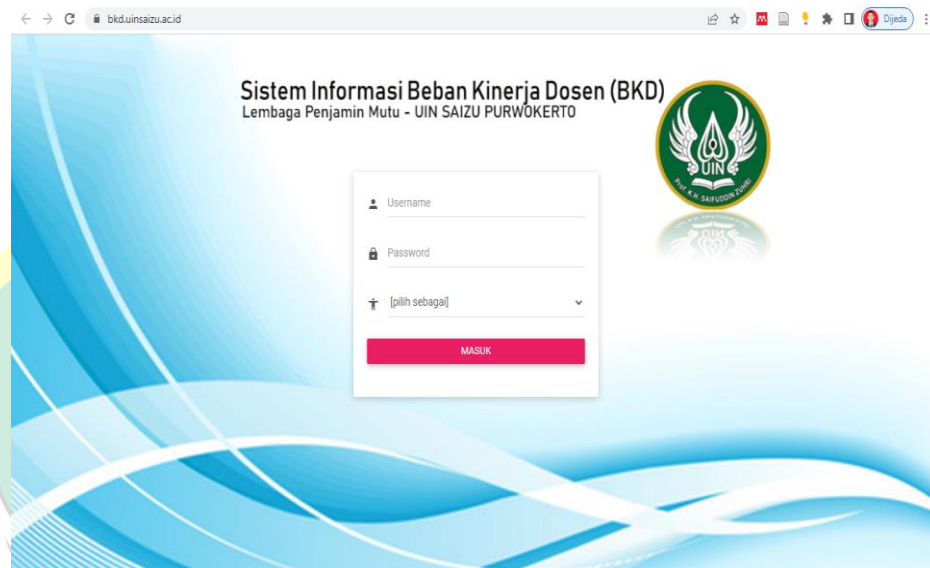 bkd.uinsaizu.ac.id
Dijeda
Sistem Informasi Beban Kinerja Dosen (BKD)
Lembaga Penjamin Mutu - UIN SAIZU PURWOKERTO
UIN
Prof. K.H. SAIFUDDIN ZUHRI
Username
Password
[pilih sebagai]
MASUK